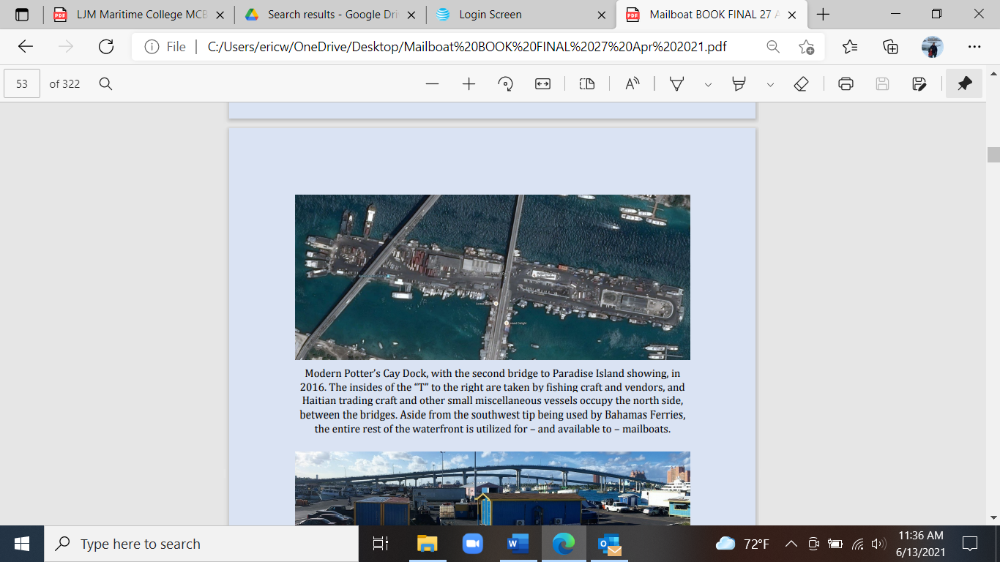 LJM Maritime College MCB
Search results - Google Dri
Login Screen
Mailboat BOOK FINAL 27 A
File
C:/Users/ericw/OneDrive/Desktop/Mailboat%20BOOK%20FINAL%2027%20Apr%202021.pdf
53 of 322
Island Delight
Modern Potter's Cay Dock, with the second bridge to Paradise Island showing, in
2016. The insides of the "T" to the right are taken by fishing craft and vendors, and
Haitian trading craft and other small miscellaneous vessels occupy the north side,
between the bridges. Aside from the southwest tip being used by Bahamas Ferries,
the entire rest of the waterfront is utilized for – and available to – mailboats.
Type here to search
72°F
11:36 AM
6/13/2021